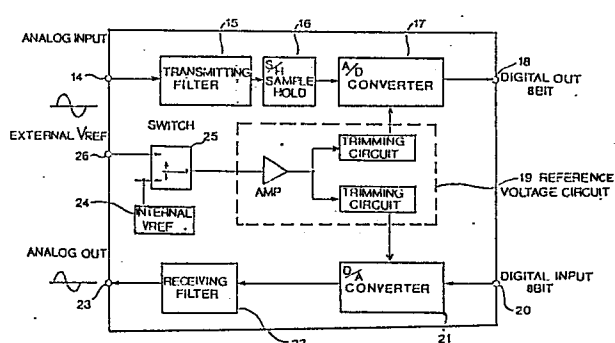 15
16
17
ANALOG INPUT
14
TRANSMITTING
FILTER
S/H
SAMPLE
HOLD
A/D
CONVERTER
18
DIGITAL OUT
8BIT
EXTERNAL VREF
SWITCH
25
26
TRIMMING
CIRCUIT
AMP
TRIMMING
CIRCUIT
19 REFERENCE
VOLTAGE CIRCUIT
24
INTERNAL
VREF
ANALOG OUT
23
RECEIVING
FILTER
22
D/A
CONVERTER
21
DIGITAL INPUT
8BIT
20